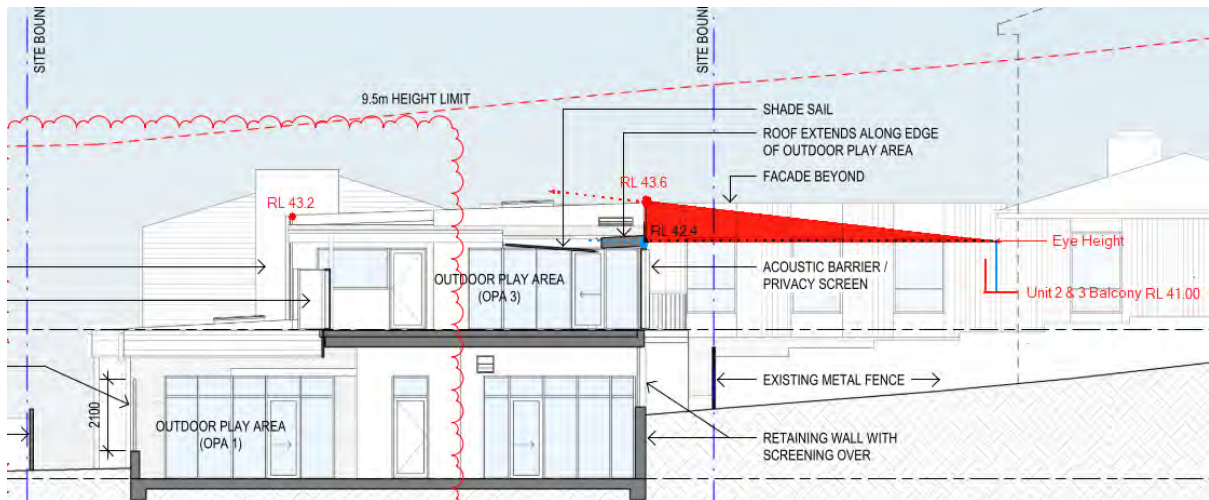 SITE BOUN
SITE BOUN
9.5m HEIGHT LIMIT
SHADE SAIL
ROOF EXTENDS ALONG EDGE
OF OUTDOOR PLAY AREA
FACADE BEYOND
RL 43.6
RL 43.2
RL 42.4
Eye Height
OUTDOOR PLAY AREA
(OPA 3)
ACOUSTIC BARRIER /
PRIVACY SCREEN
Unit 2 & 3 Balcony RL 41.00
EXISTING METAL FENCE
2100
OUTDOOR PLAY AREA
(OPA 1)
RETAINING WALL WITH
SCREENING OVER